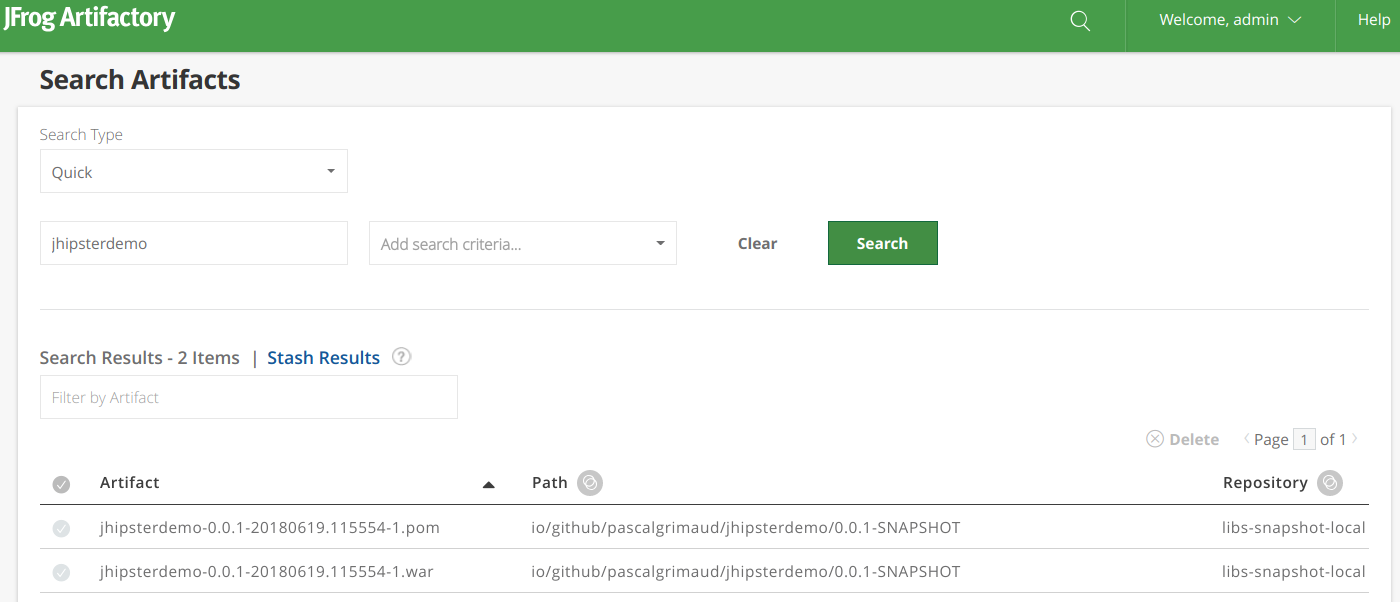 JFrog Artifactory
Welcome, admin
Help
Search Artifacts
Search Type
Quick
jhipsterdemo
Add search criteria...
Clear
Search
Search Results - 2 Items | Stash Results ?
Filter by Artifact
Delete
Page 1 of 1
Artifact Path Repository
jhipsterdemo-0.0.1-20180619.115554-1.pom io/github/pascalgrimaud/jhipsterdemo/0.0.1-SNAPSHOT libs-snapshot-local
jhipsterdemo-0.0.1-20180619.115554-1.war io/github/pascalgrimaud/jhipsterdemo/0.0.1-SNAPSHOT libs-snapshot-local